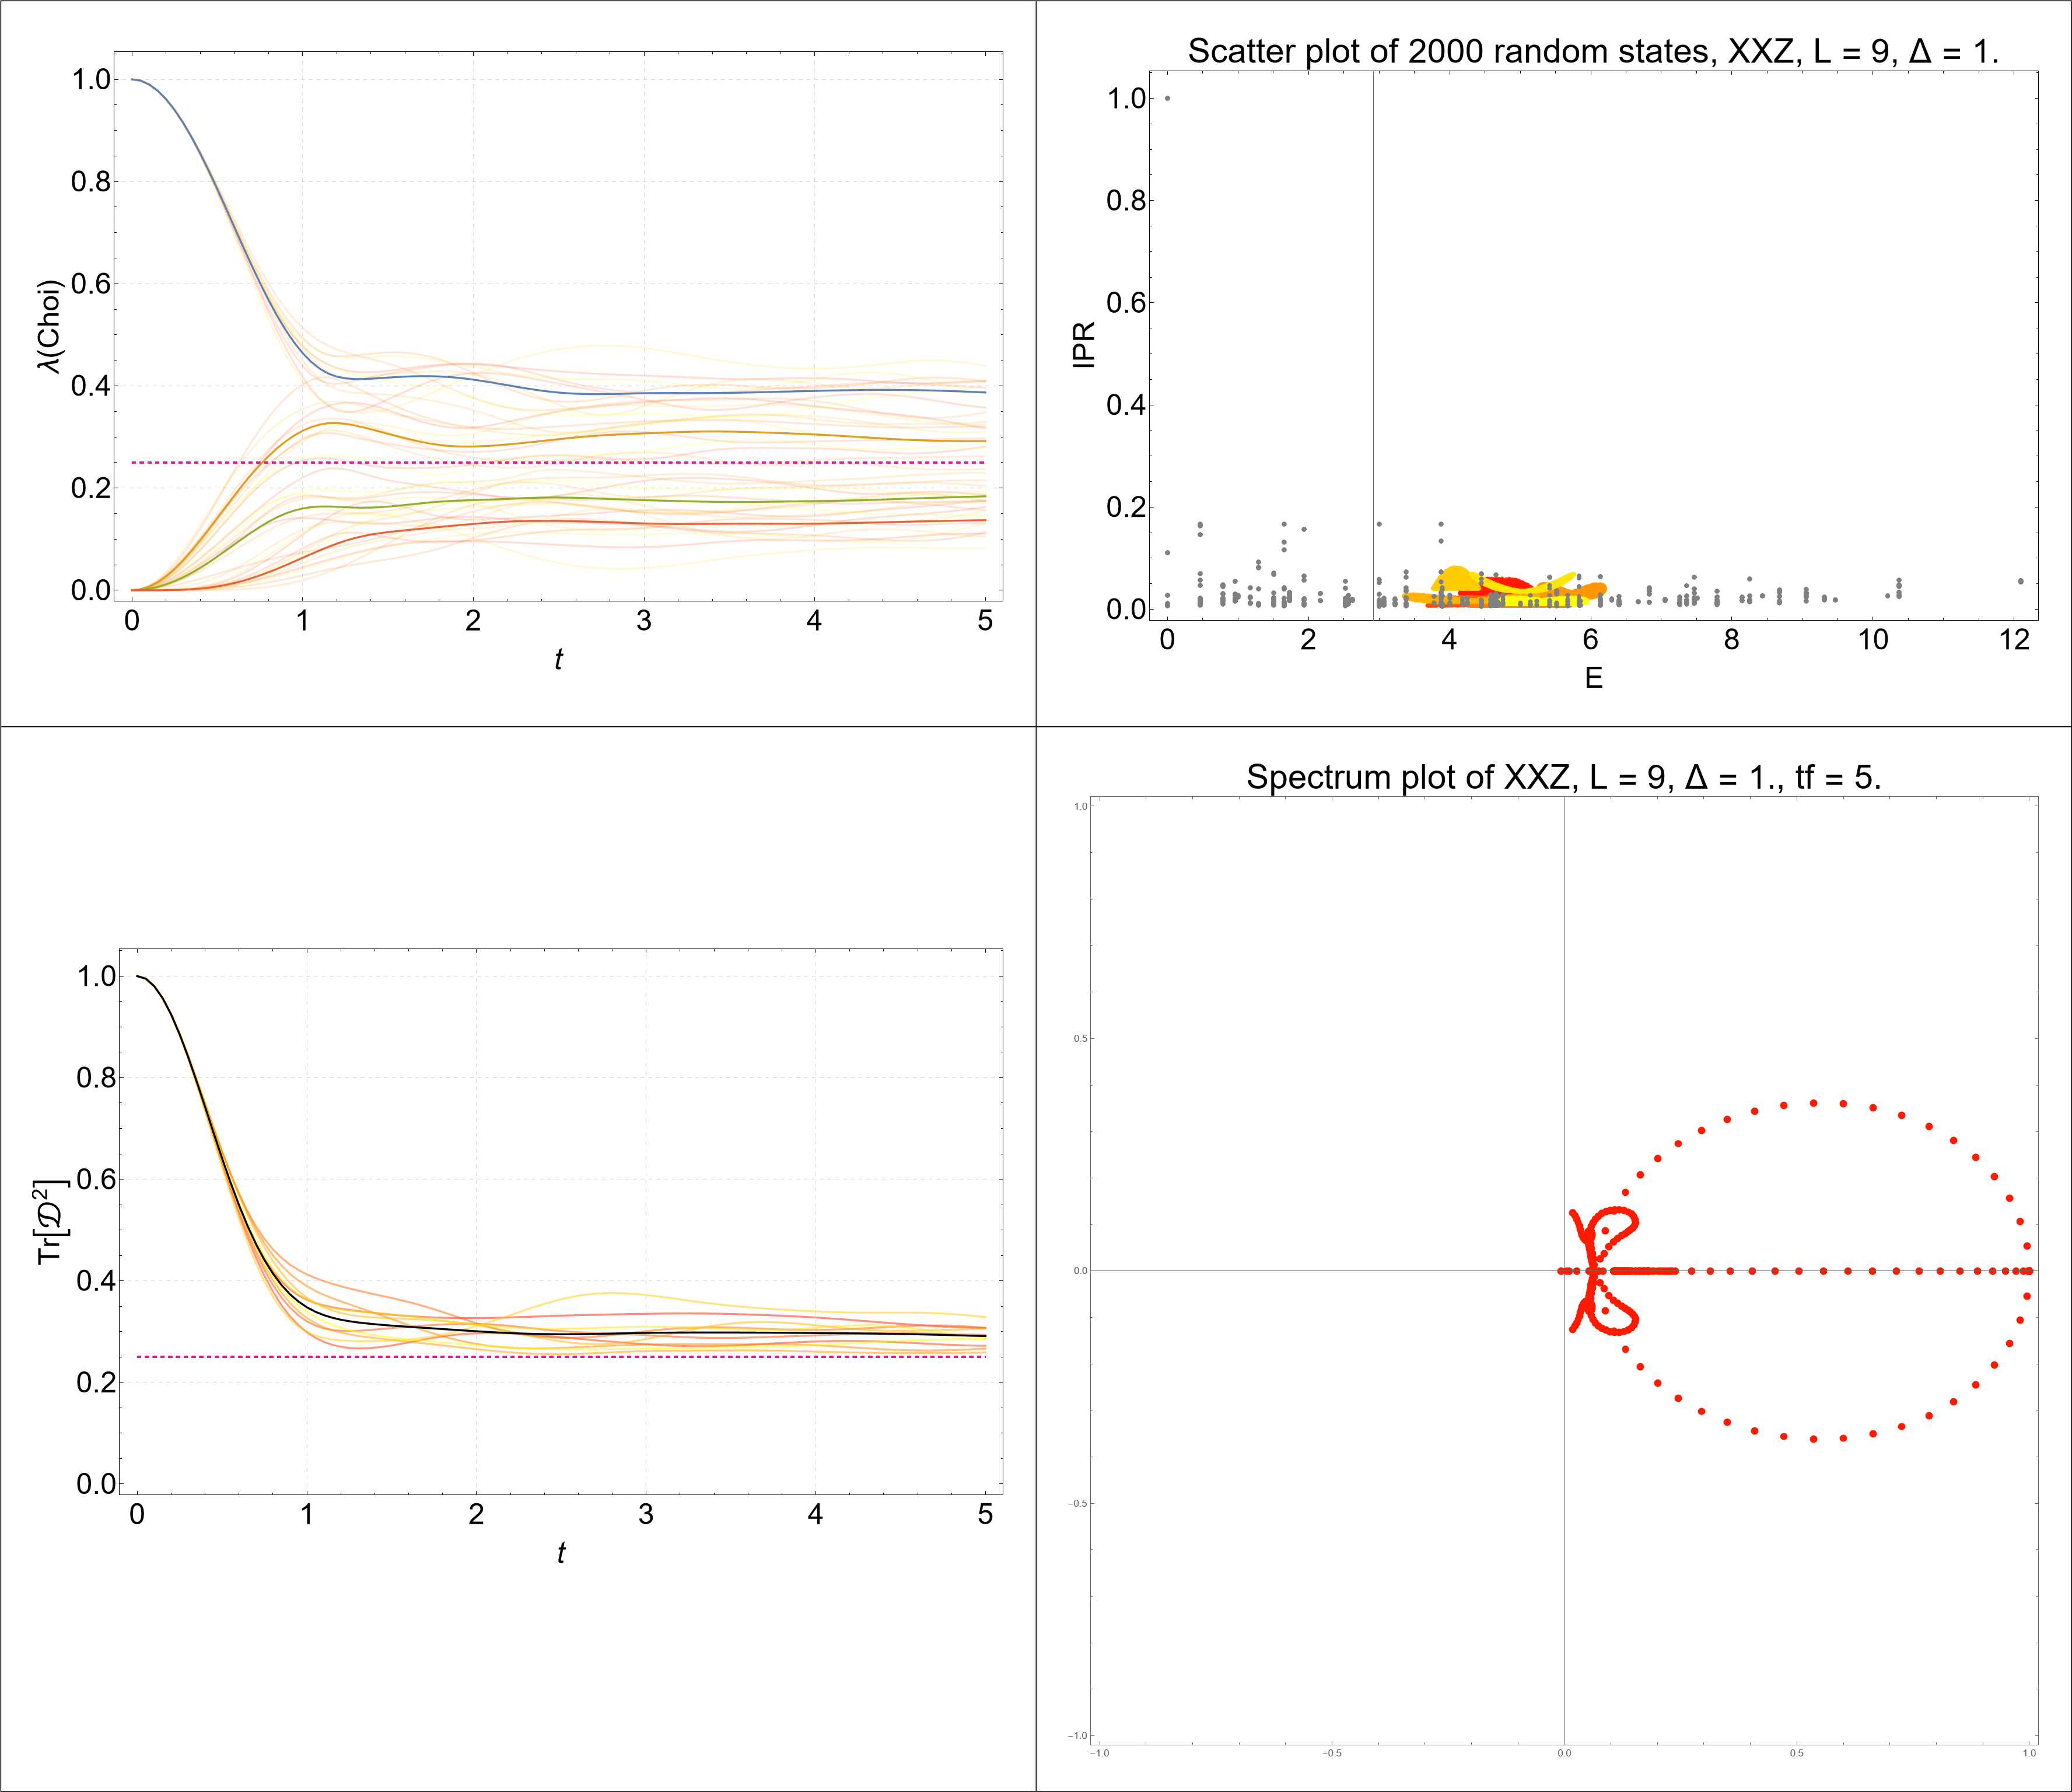 1.0
0.8
0.6
0.4
0.2
0.0
λ(Choi)
0 1 2 3 4 5
t
Scatter plot of 2000 random states, XXZ, L = 9, Δ = 1.
1.0
0.8
0.6
0.4
0.2
0.0
IPR
0 2 4 6 8 10 12
E
1.0
0.8
0.6
0.4
0.2
0.0
Tr[𝒟²]
0 1 2 3 4 5
t
Spectrum plot of XXZ, L = 9, Δ = 1., tf = 5.
1.0
0.5
0.0
−0.5
−1.0
−1.0 −0.5 0.0 0.5 1.0